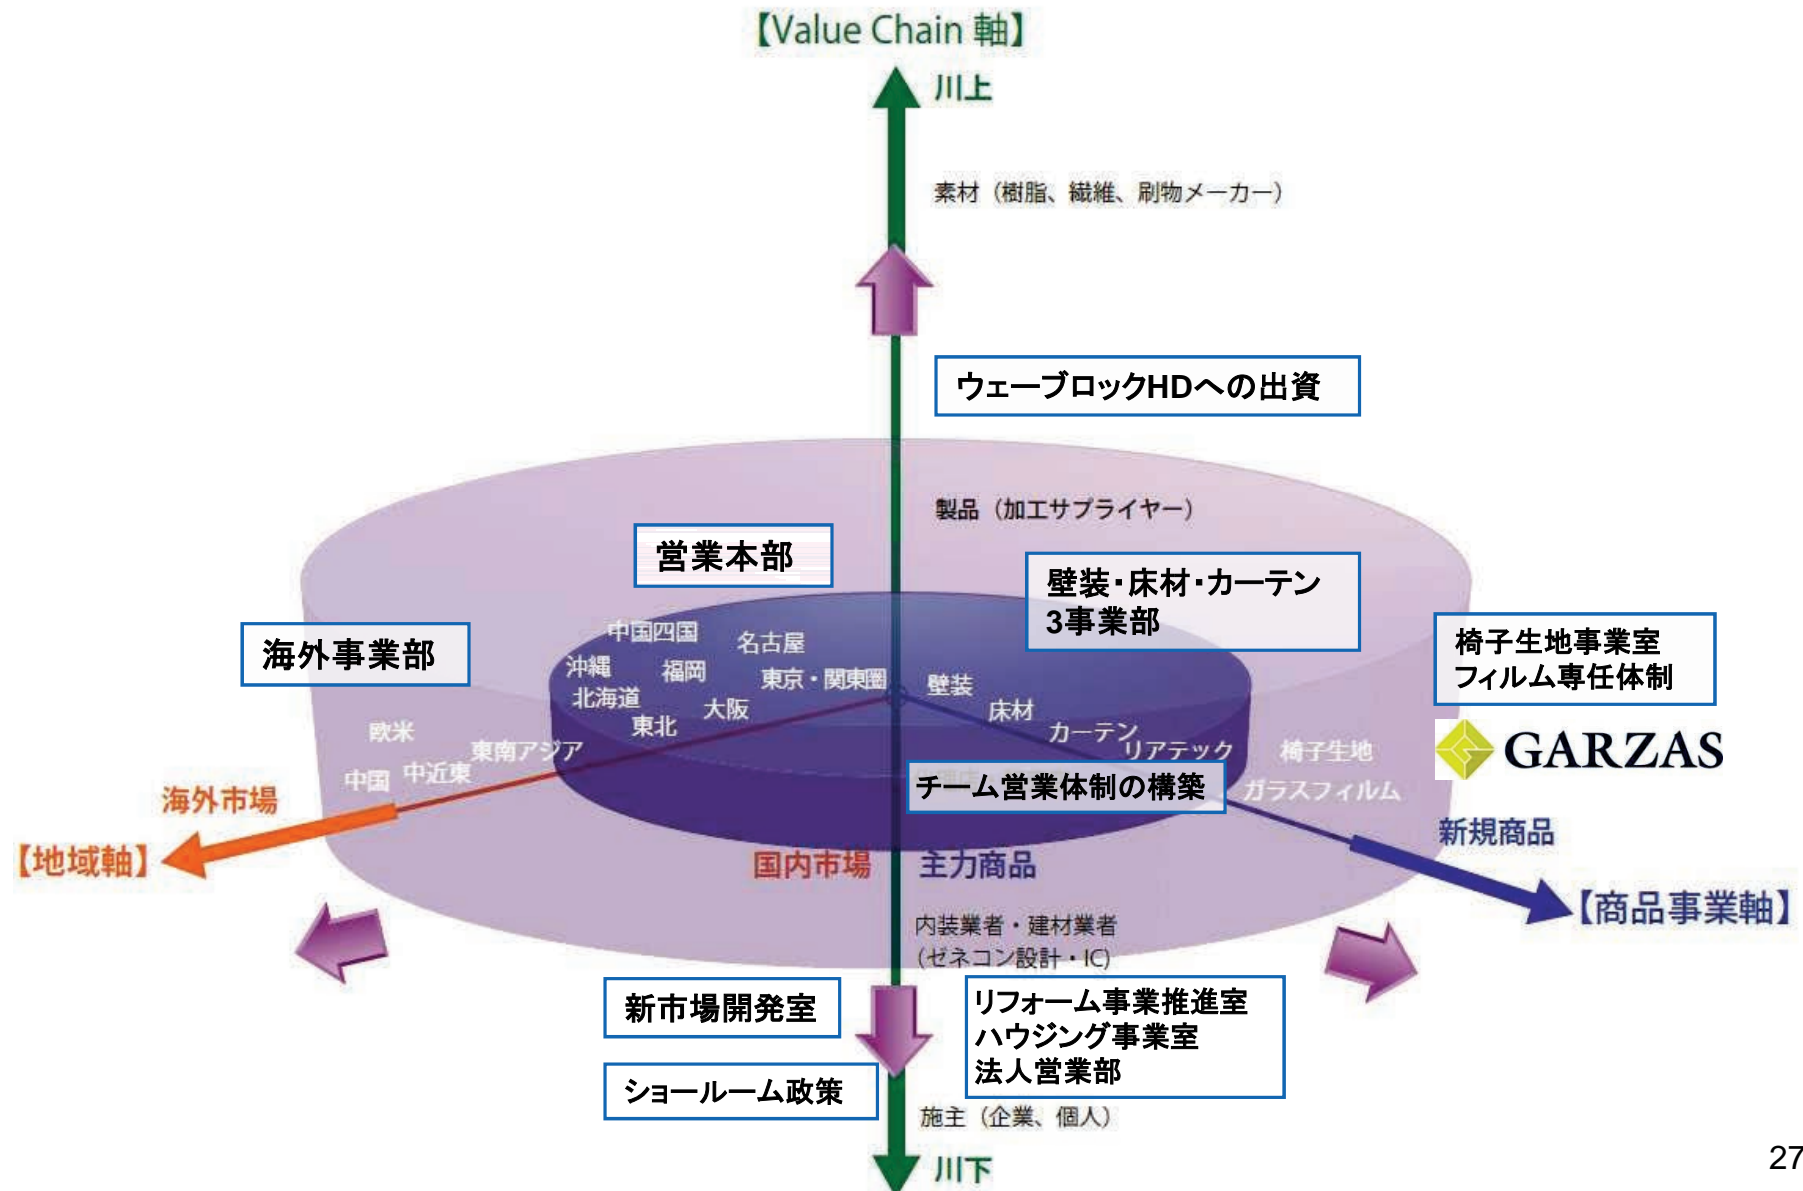 【Value Chain 軸】
川上
素材（樹脂、繊維、刷物メーカー）
ウェーブロックHDへの出資
製品（加工サプライヤー）
営業本部
壁装・床材・カーテン
3事業部
海外事業部
椅子生地事業室
フィルム専任体制
GARZAS
中国四国
名古屋
沖縄
福岡
東京・関東圏
北海道
大阪
東北
壁装
床材
カーテン
リアテック
椅子生地
ガラスフィルム
欧米
東南アジア
中国
中近東
チーム営業体制の構築
海外市場
【地域軸】
国内市場
主力商品
新規商品
【商品事業軸】
内装業者・建材業者
(ゼネコン設計・IC)
新市場開発室
リフォーム事業推進室
ハウジング事業室
法人営業部
ショールーム政策
施主（企業、個人）
川下
27